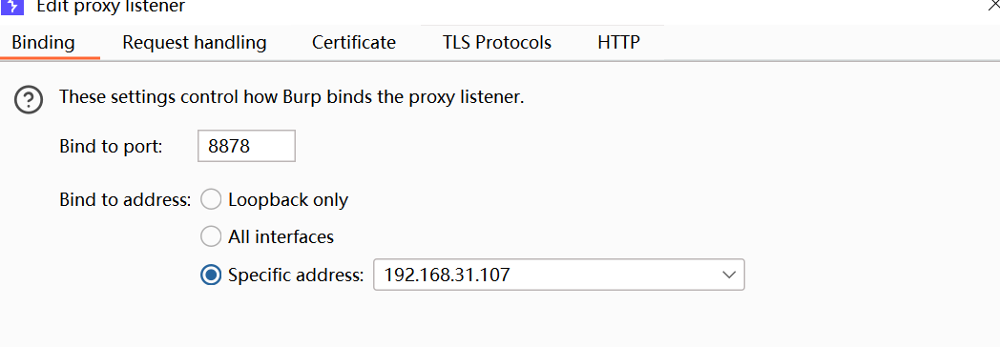 Edit proxy listener
Binding Request handling Certificate TLS Protocols HTTP
These settings control how Burp binds the proxy listener.
Bind to port: 8878
Bind to address: Loopback only
All interfaces
Specific address: 192.168.31.107